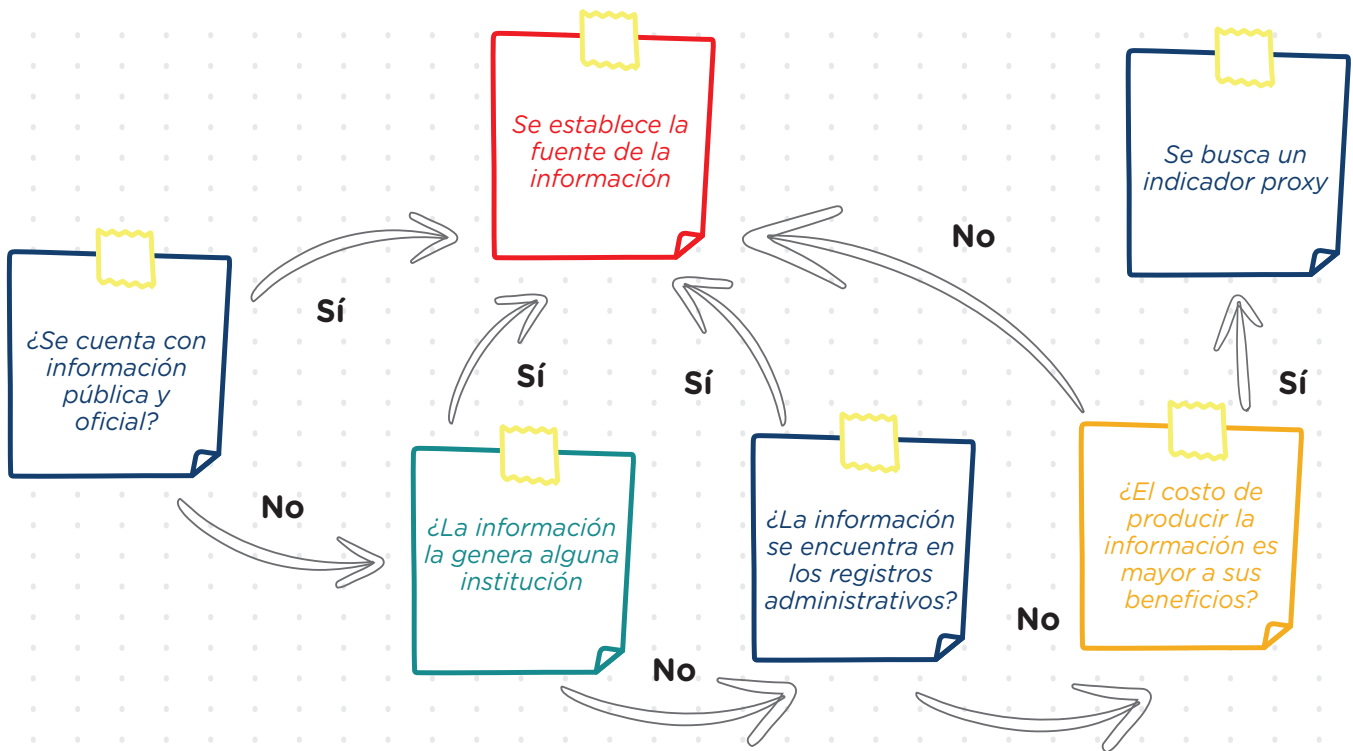 Se establece la
fuente de la
información
Se busca un
indicador proxy
No
Sí
¿Se cuenta con
información
pública y
oficial?
Sí
Sí
Sí
No
¿La información
la genera alguna
institución
¿La información
se encuentra en
los registros
administrativos?
¿El costo de
producir la
información es
mayor a sus
beneficios?
No
No